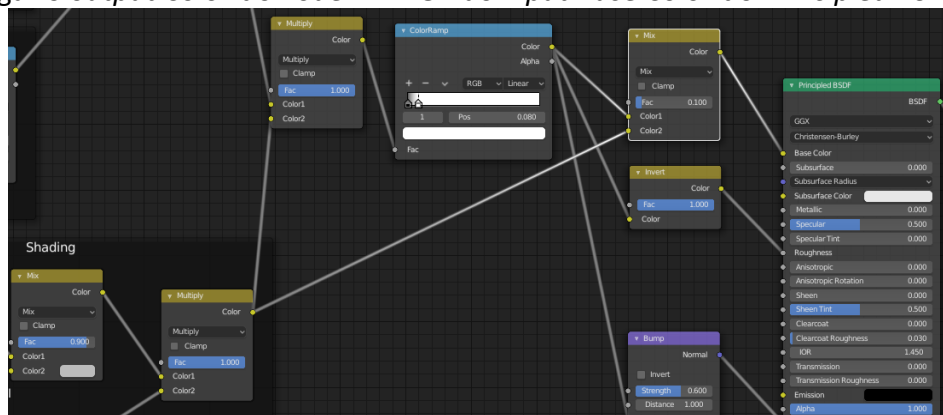 Multiply
Color
Multiply
Clamp
Fac 1.000
Color1
Color2
ColorRamp
Color
Alpha
+ − RGB Linear
1 Pos 0.080
Fac
Mix
Color
Mix
Clamp
Fac 0.100
Color1
Color2
Invert
Color
Fac 1.000
Color
Principled BSDF
BSDF
GGX
Christensen-Burley
Base Color
Subsurface 0.000
Subsurface Radius
Subsurface Color
Metallic 0.000
Specular 0.500
Specular Tint 0.000
Roughness
Anisotropic 0.000
Anisotropic Rotation 0.000
Sheen 0.000
Sheen Tint 0.500
Clearcoat 0.000
Clearcoat Roughness 0.030
IOR 1.450
Transmission 0.000
Transmission Roughness 0.000
Emission
Alpha 1.000
Shading
Mix
Color
Mix
Clamp
Fac 0.900
Color1
Color2
Multiply
Color
Multiply
Clamp
Fac 1.000
Color1
Color2
Bump
Normal
Invert
Strength 0.600
Distance 1.000